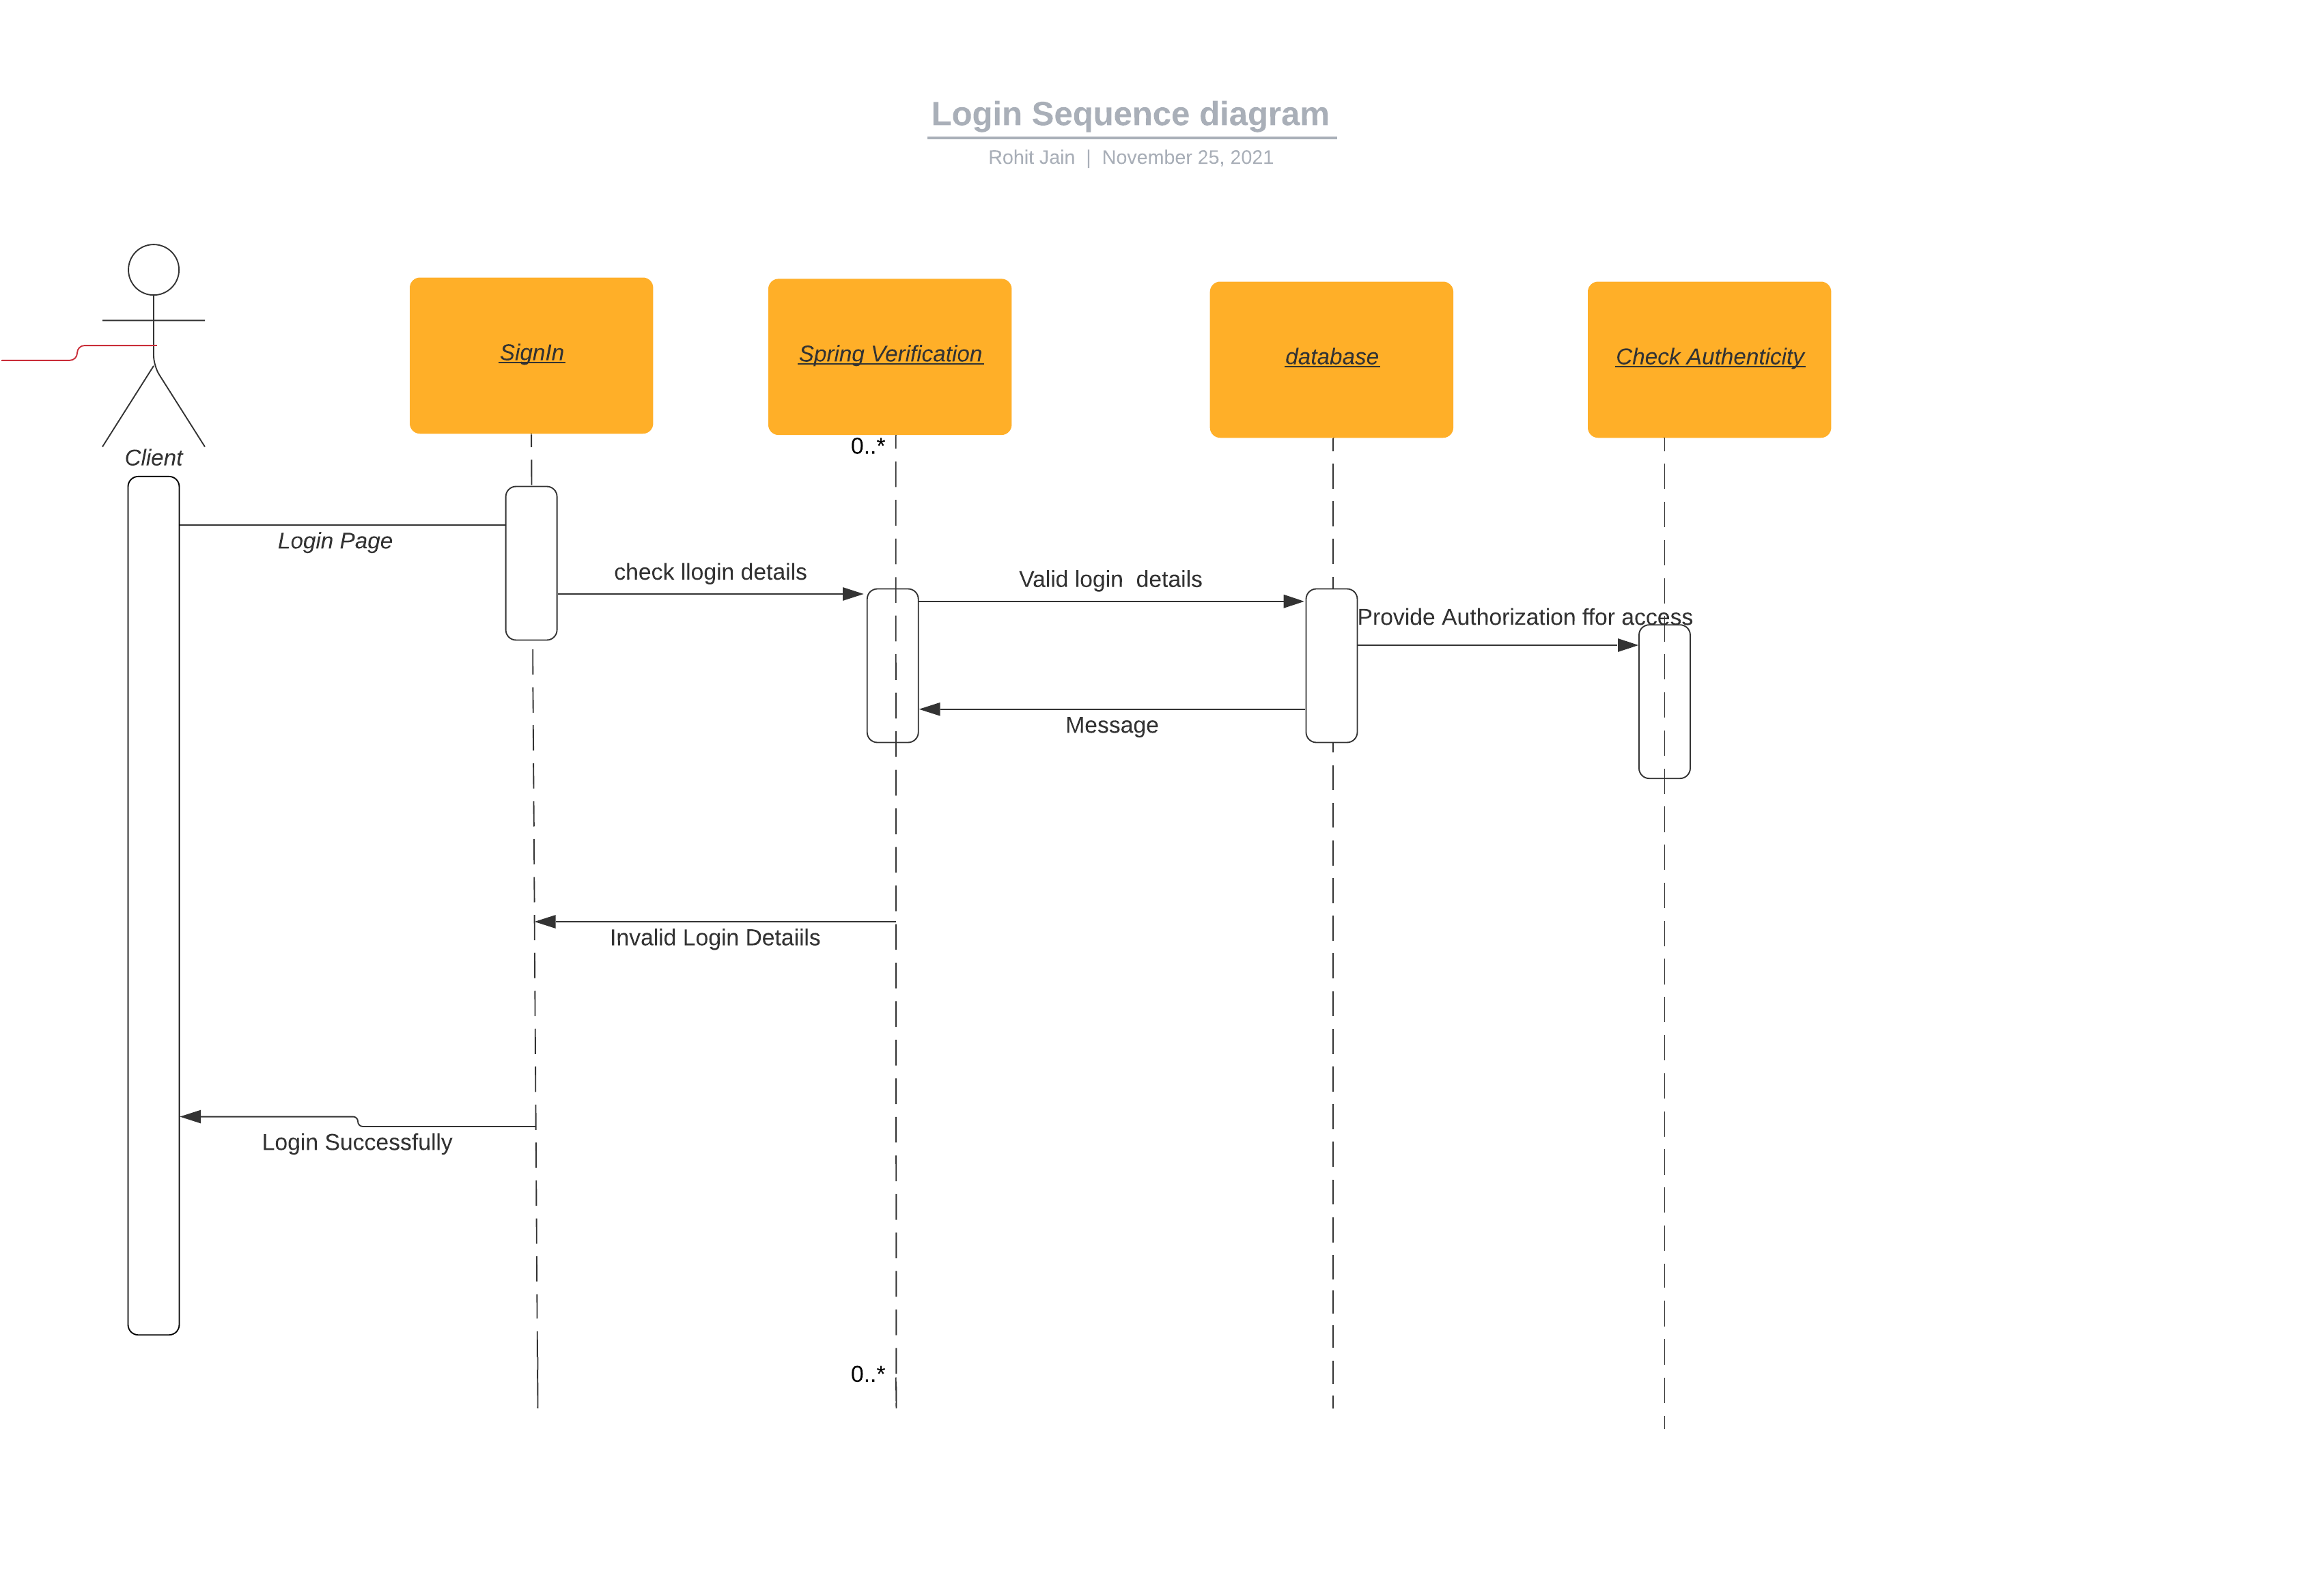 Login Sequence diagram
Rohit Jain | November 25, 2021
SignIn
Spring Verification
database
Check Authenticity
0..*
Client
Login Page
check llogin details
Valid login  details
Provide Authorization ffor access
Message
Invalid Login Detaiils
Login Successfully
0..*